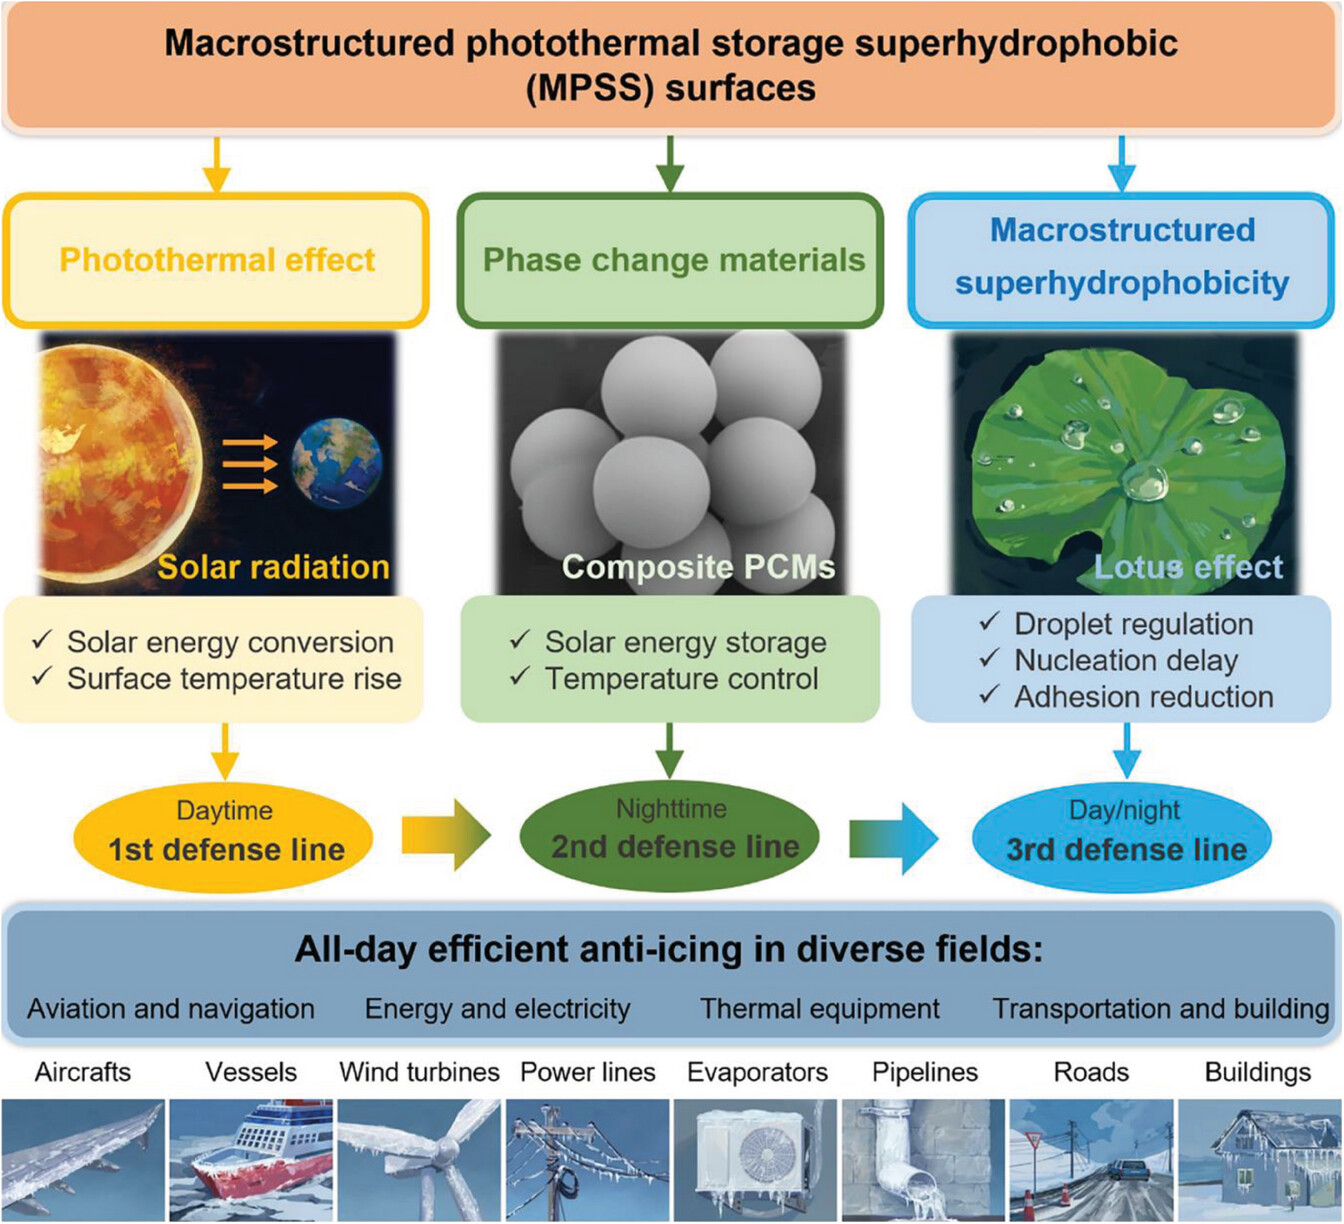 Macrostructured photothermal storage superhydrophobic
(MPSS) surfaces
Photothermal effect
Phase change materials
Macrostructured
superhydrophobicity
Solar radiation
Composite PCMs
Lotus effect
✓ Solar energy conversion
✓ Surface temperature rise
✓ Solar energy storage
✓ Temperature control
✓ Droplet regulation
✓ Nucleation delay
✓ Adhesion reduction
Daytime
1st defense line
Nighttime
2nd defense line
Day/night
3rd defense line
All-day efficient anti-icing in diverse fields:
Aviation and navigation
Energy and electricity
Thermal equipment
Transportation and building
Aircrafts
Vessels
Wind turbines
Power lines
Evaporators
Pipelines
Roads
Buildings